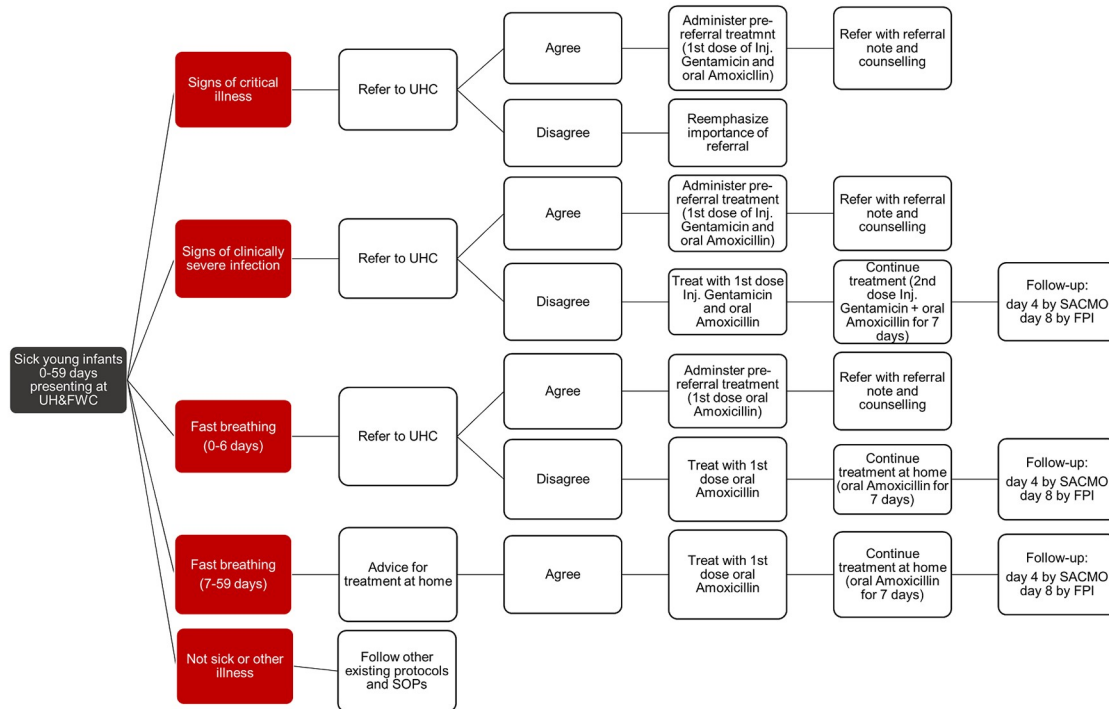 Sick young infants
0-59 days
presenting at
UH&FWC
Signs of critical
illness
Refer to UHC
Agree
Administer pre-
referral treatmnt
(1st dose of Inj.
Gentamicin and
oral Amoxicllin)
Refer with referral
note and
counselling
Disagree
Reemphasize
importance of
referral
Signs of clinically
severe infection
Refer to UHC
Agree
Administer pre-
referral treatment
(1st dose of Inj.
Gentamicin and
oral Amoxicillin)
Refer with referral
note and
counselling
Disagree
Treat with 1st dose
Inj. Gentamicin
and oral
Amoxicillin
Continue
treatment (2nd
dose Inj.
Gentamicin + oral
Amoxicillin for 7
days)
Follow-up:
day 4 by SACMO
day 8 by FPI
Fast breathing
(0-6 days)
Refer to UHC
Agree
Adminster pre-
referral treatment
(1st dose oral
Amoxicillin)
Refer with referral
note and
counselling
Disagree
Treat with 1st
dose oral
Amoxicillin
Continue
treatment at home
(oral Amoxicillin for
7 days)
Follow-up:
day 4 by SACMO
day 8 by FPI
Fast breathing
(7-59 days)
Advice for
treatment at home
Agree
Treat with 1st
dose oral
Amoxicillin
Continue
treatment at home
(oral Amoxicillin
for 7 days)
Follow-up:
day 4 by SACMO
day 8 by FPI
Not sick or other
illness
Follow other
existing protocols
and SOPs